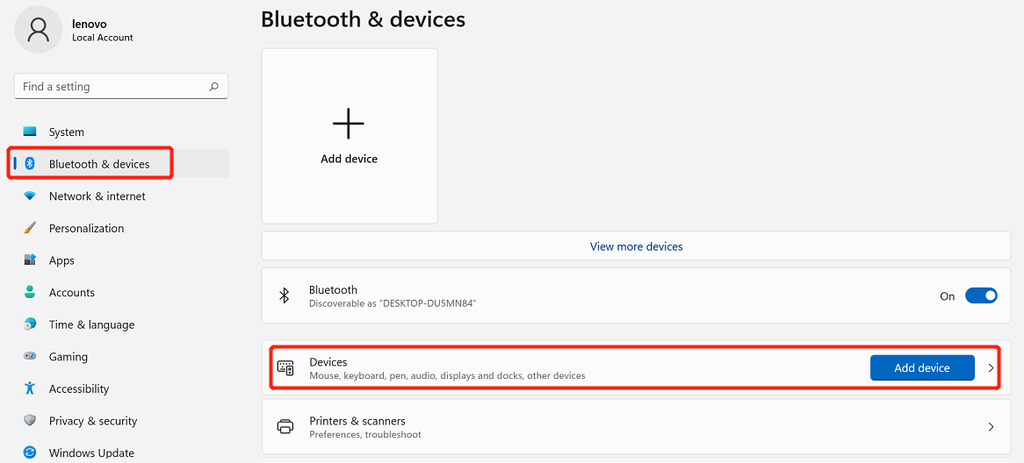 lenovo
Local Account
Find a setting
System
Bluetooth & devices
Network & internet
Personalization
Apps
Accounts
Time & language
Gaming
Accessibility
Privacy & security
Windows Update
Bluetooth & devices
Add device
View more devices
Bluetooth
Discoverable as "DESKTOP-DU5MN84"
On
Devices
Mouse, keyboard, pen, audio, displays and docks, other devices
Add device
Printers & scanners
Preferences, troubleshoot